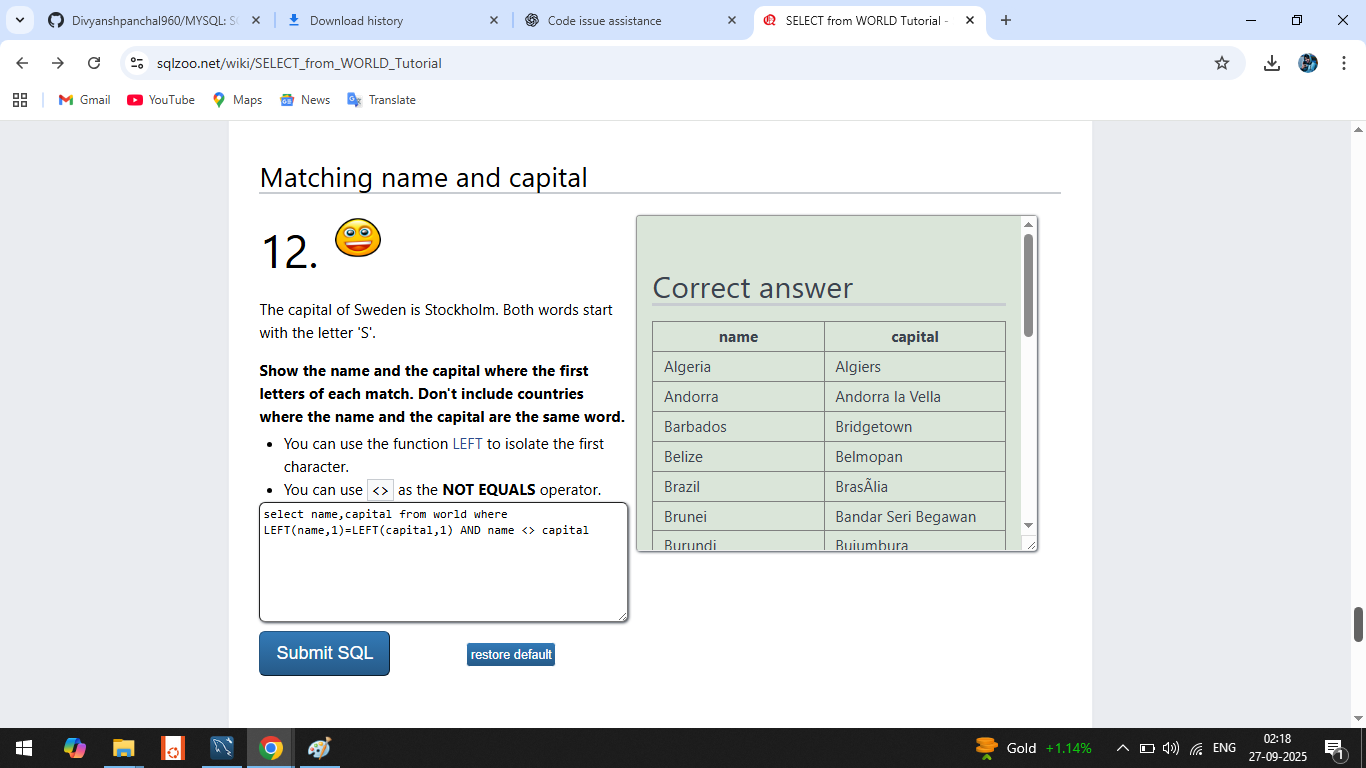 Divyanshpanchal960/MYSQL: S
Download history
Code issue assistance
SELECT from WORLD Tutorial -
sqlzoo.net/wiki/SELECT_from_WORLD_Tutorial
Gmail
YouTube
Maps
News
Translate
Matching name and capital
12.
The capital of Sweden is Stockholm. Both words start
with the letter 'S'.
Show the name and the capital where the first
letters of each match. Don't include countries
where the name and the capital are the same word.
You can use the function LEFT to isolate the first
character.
You can use <> as the NOT EQUALS operator.
select name,capital from world where
LEFT(name,1)=LEFT(capital,1) AND name <> capital
Submit SQL
restore default
Correct answer
name capital
Algeria Algiers
Andorra Andorra la Vella
Barbados Bridgetown
Belize Belmopan
Brazil BrasÃlia
Brunei Bandar Seri Begawan
Burundi Bujumbura
Gold +1.14%
ENG
02:18
27-09-2025
1